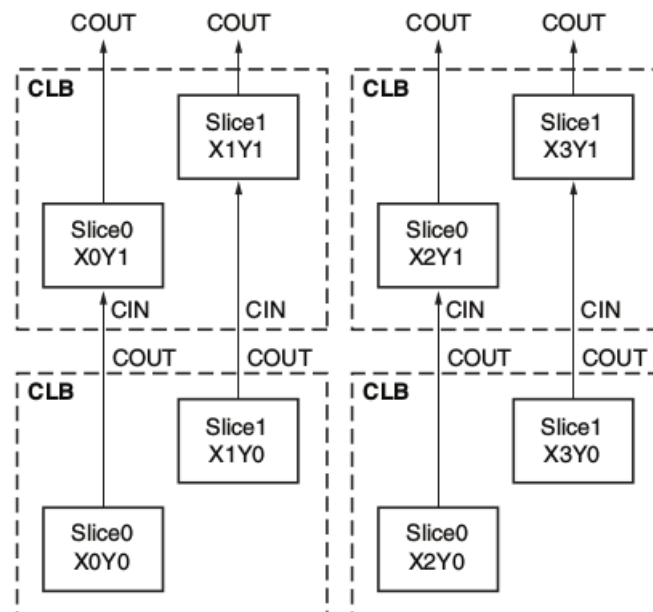 COUT COUT COUT COUT
CLB CLB
Slice1 Slice1
X1Y1 X3Y1
Slice0 Slice0
X0Y1 X2Y1
CIN CIN CIN CIN
COUT COUT COUT COUT
CLB CLB
Slice1 Slice1
X1Y0 X3Y0
Slice0 Slice0
X0Y0 X2Y0